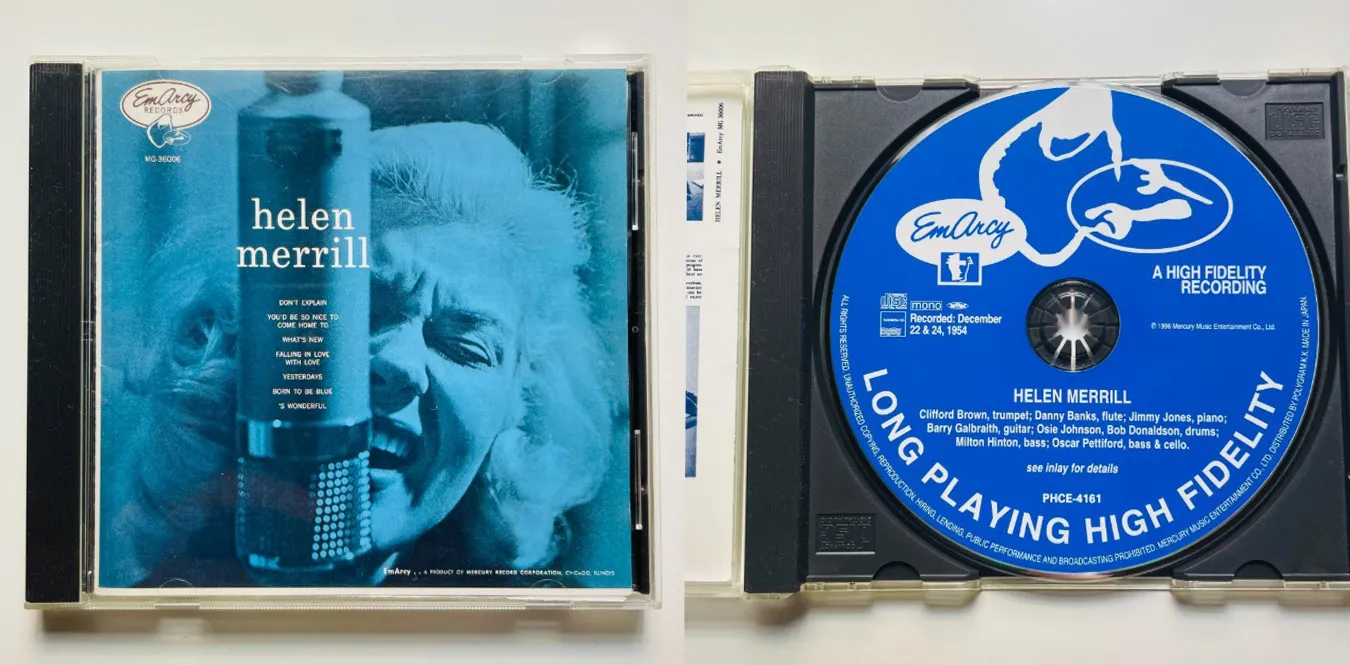 EmArcy
RECORDS
MG-36006
helen
merrill
DON'T EXPLAIN
YOU'D BE SO NICE TO
COME HOME TO
WHAT'S NEW
FALLING IN LOVE
WITH LOVE
YESTERDAYS
BORN TO BE BLUE
'S WONDERFUL
EmArcy . . A PRODUCT OF MERCURY RECORD CORPORATION, CHICAGO, ILLINOIS
HELEN MERRILL • EmArcy MG 36006
EmArcy
A HIGH FIDELITY
RECORDING
disc
mono
Recorded: December
22 & 24, 1954
℗ 1996 Mercury Music Entertainment Co., Ltd.
HELEN MERRILL
Clifford Brown, trumpet; Danny Banks, flute; Jimmy Jones, piano;
Barry Galbraith, guitar; Osie Johnson, Bob Donaldson, drums;
Milton Hinton, bass; Oscar Pettiford, bass & cello.
see inlay for details
PHCE-4161
LONG PLAYING HIGH FIDELITY
ALL RIGHTS RESERVED. UNAUTHORIZED COPYING, REPRODUCTION, HIRING, LENDING, PUBLIC PERFORMANCE AND BROADCASTING PROHIBITED. MERCURY MUSIC ENTERTAINMENT CO., LTD. DISTRIBUTED BY POLYGRAM K.K. MADE IN JAPAN.